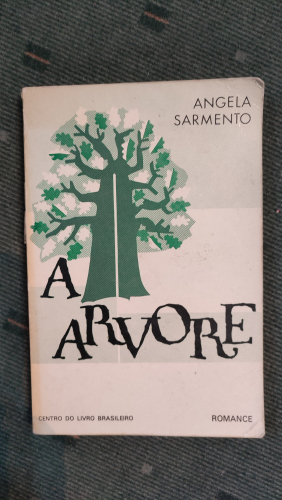 ANGELA
SARMENTO
A
ARVORE
CENTRO DO LIVRO BRASILEIRO
ROMANCE